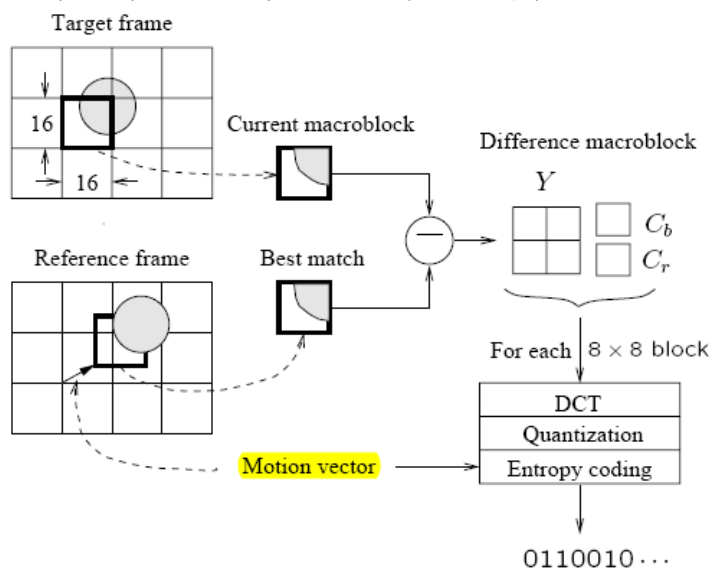 Target frame
16
16
Current macroblock
Difference macroblock
Y
C_b
C_r
Reference frame
Best match
For each 8 × 8 block
DCT
Quantization
Motion vector
Entropy coding
0110010 ···